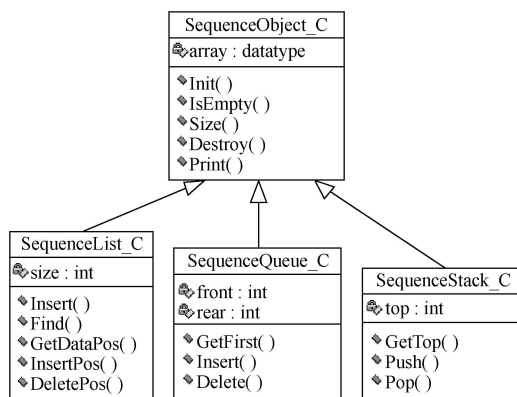 SequenceObject_C
array : datatype
Init( )
IsEmpty( )
Size( )
Destroy( )
Print( )
SequenceList_C
size : int
Insert( )
Find( )
GetDataPos( )
InsertPos( )
DeletePos( )
SequenceQueue_C
front : int
rear : int
GetFirst( )
Insert( )
Delete( )
SequenceStack_C
top : int
GetTop( )
Push( )
Pop( )